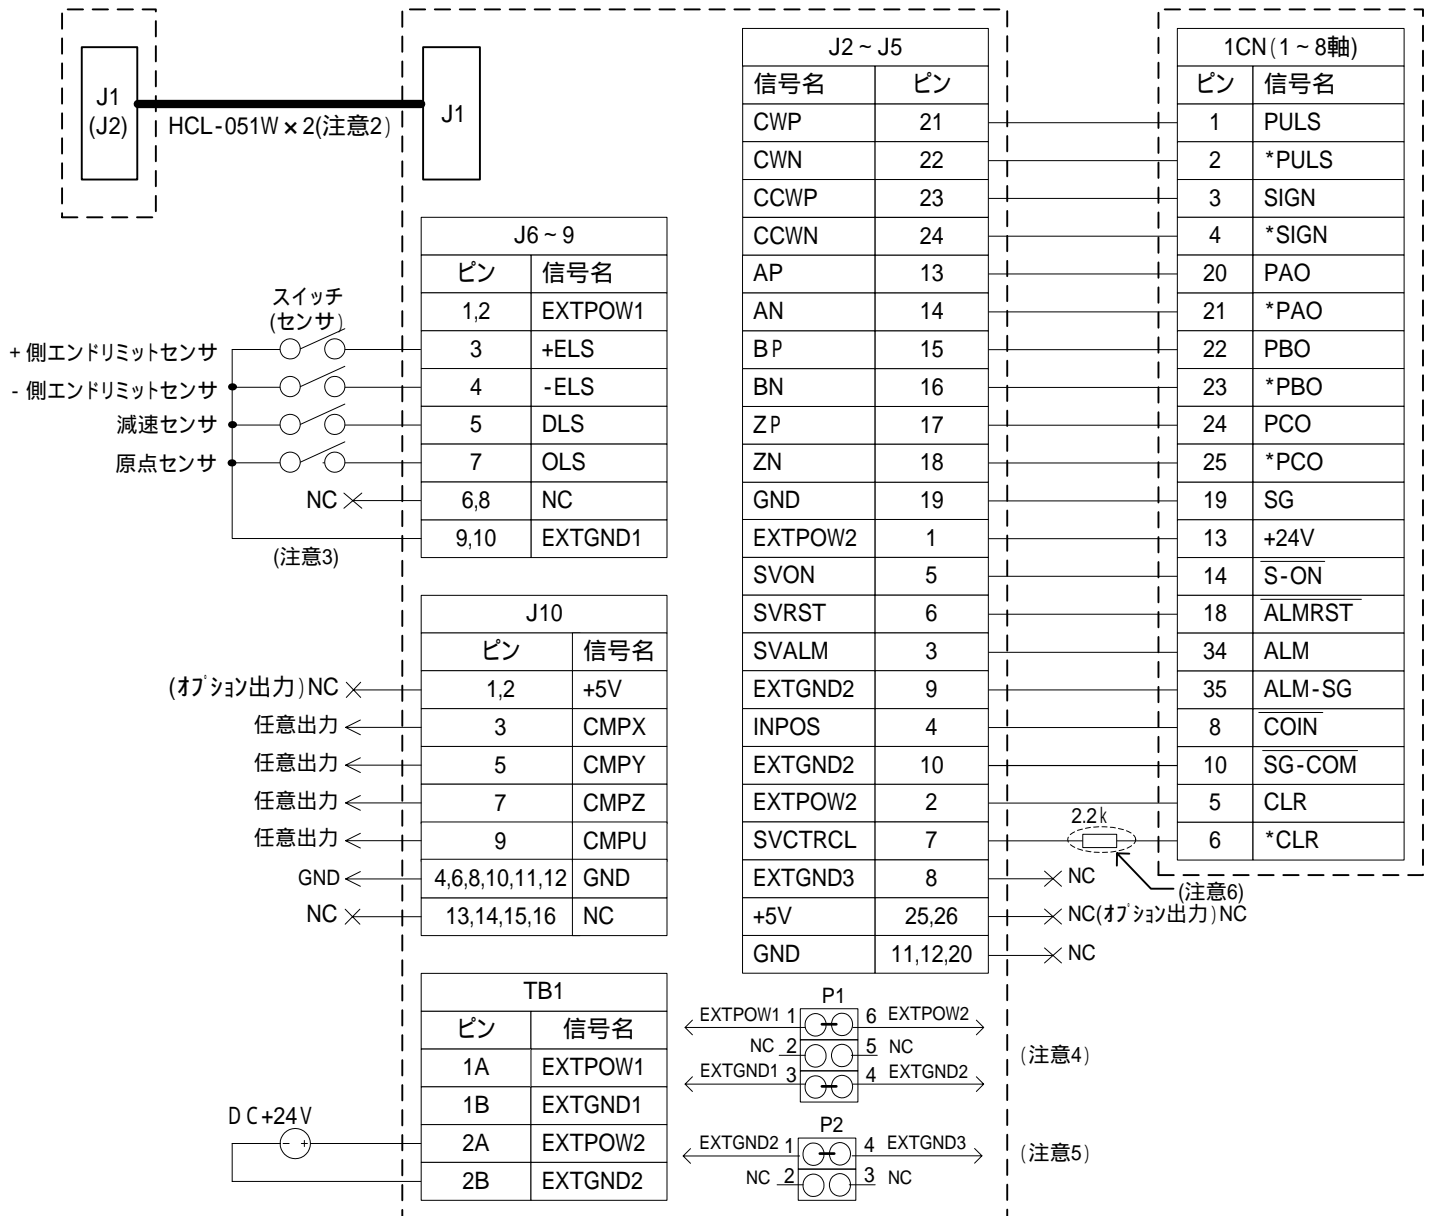 J1
(J2)
HCL-051W×2(注意2)
J1
J6~9
ピン 信号名
1,2 EXTPOW1
3 +ELS
4 -ELS
5 DLS
7 OLS
6,8 NC
9,10 EXTGND1
スイッチ
(センサ)
+側エンドリミットセンサ
-側エンドリミットセンサ
減速センサ
原点センサ
NC
(注意3)
J10
ピン 信号名
1,2 +5V
3 CMPX
5 CMPY
7 CMPZ
9 CMPU
4,6,8,10,11,12 GND
13,14,15,16 NC
(オプション出力)NC
任意出力
任意出力
任意出力
任意出力
GND
NC
TB1
ピン 信号名
1A EXTPOW1
1B EXTGND1
2A EXTPOW2
2B EXTGND2
DC+24V
- +
J2~J5
信号名 ピン
CWP 21
CWN 22
CCWP 23
CCWN 24
AP 13
AN 14
BP 15
BN 16
ZP 17
ZN 18
GND 19
EXTPOW2 1
SVON 5
SVRST 6
SVALM 3
EXTGND2 9
INPOS 4
EXTGND2 10
EXTPOW2 2
SVCTRCL 7
EXTGND3 8
+5V 25,26
GND 11,12,20
2.2k
NC
NC(オプション出力)NC
NC
(注意6)
1CN(1~8軸)
ピン 信号名
1 PULS
2 *PULS
3 SIGN
4 *SIGN
20 PAO
21 *PAO
22 PBO
23 *PBO
24 PCO
25 *PCO
19 SG
13 +24V
14 S-ON
18 ALMRST
34 ALM
35 ALM-SG
8 COIN
10 SG-COM
5 CLR
6 *CLR
P1
EXTPOW1 1 6 EXTPOW2
NC 2 5 NC
EXTGND1 3 4 EXTGND2
(注意4)
P2
EXTGND2 1 4 EXTGND3
NC 2 3 NC
(注意5)